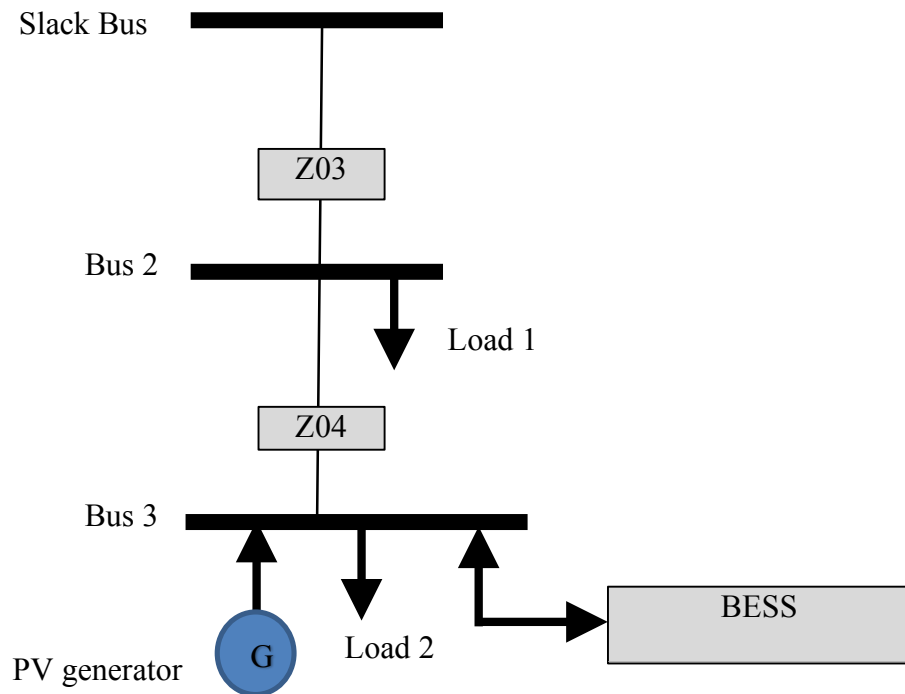 Slack Bus
Z03
Bus 2
Load 1
Z04
Bus 3
BESS
G
Load 2
PV generator